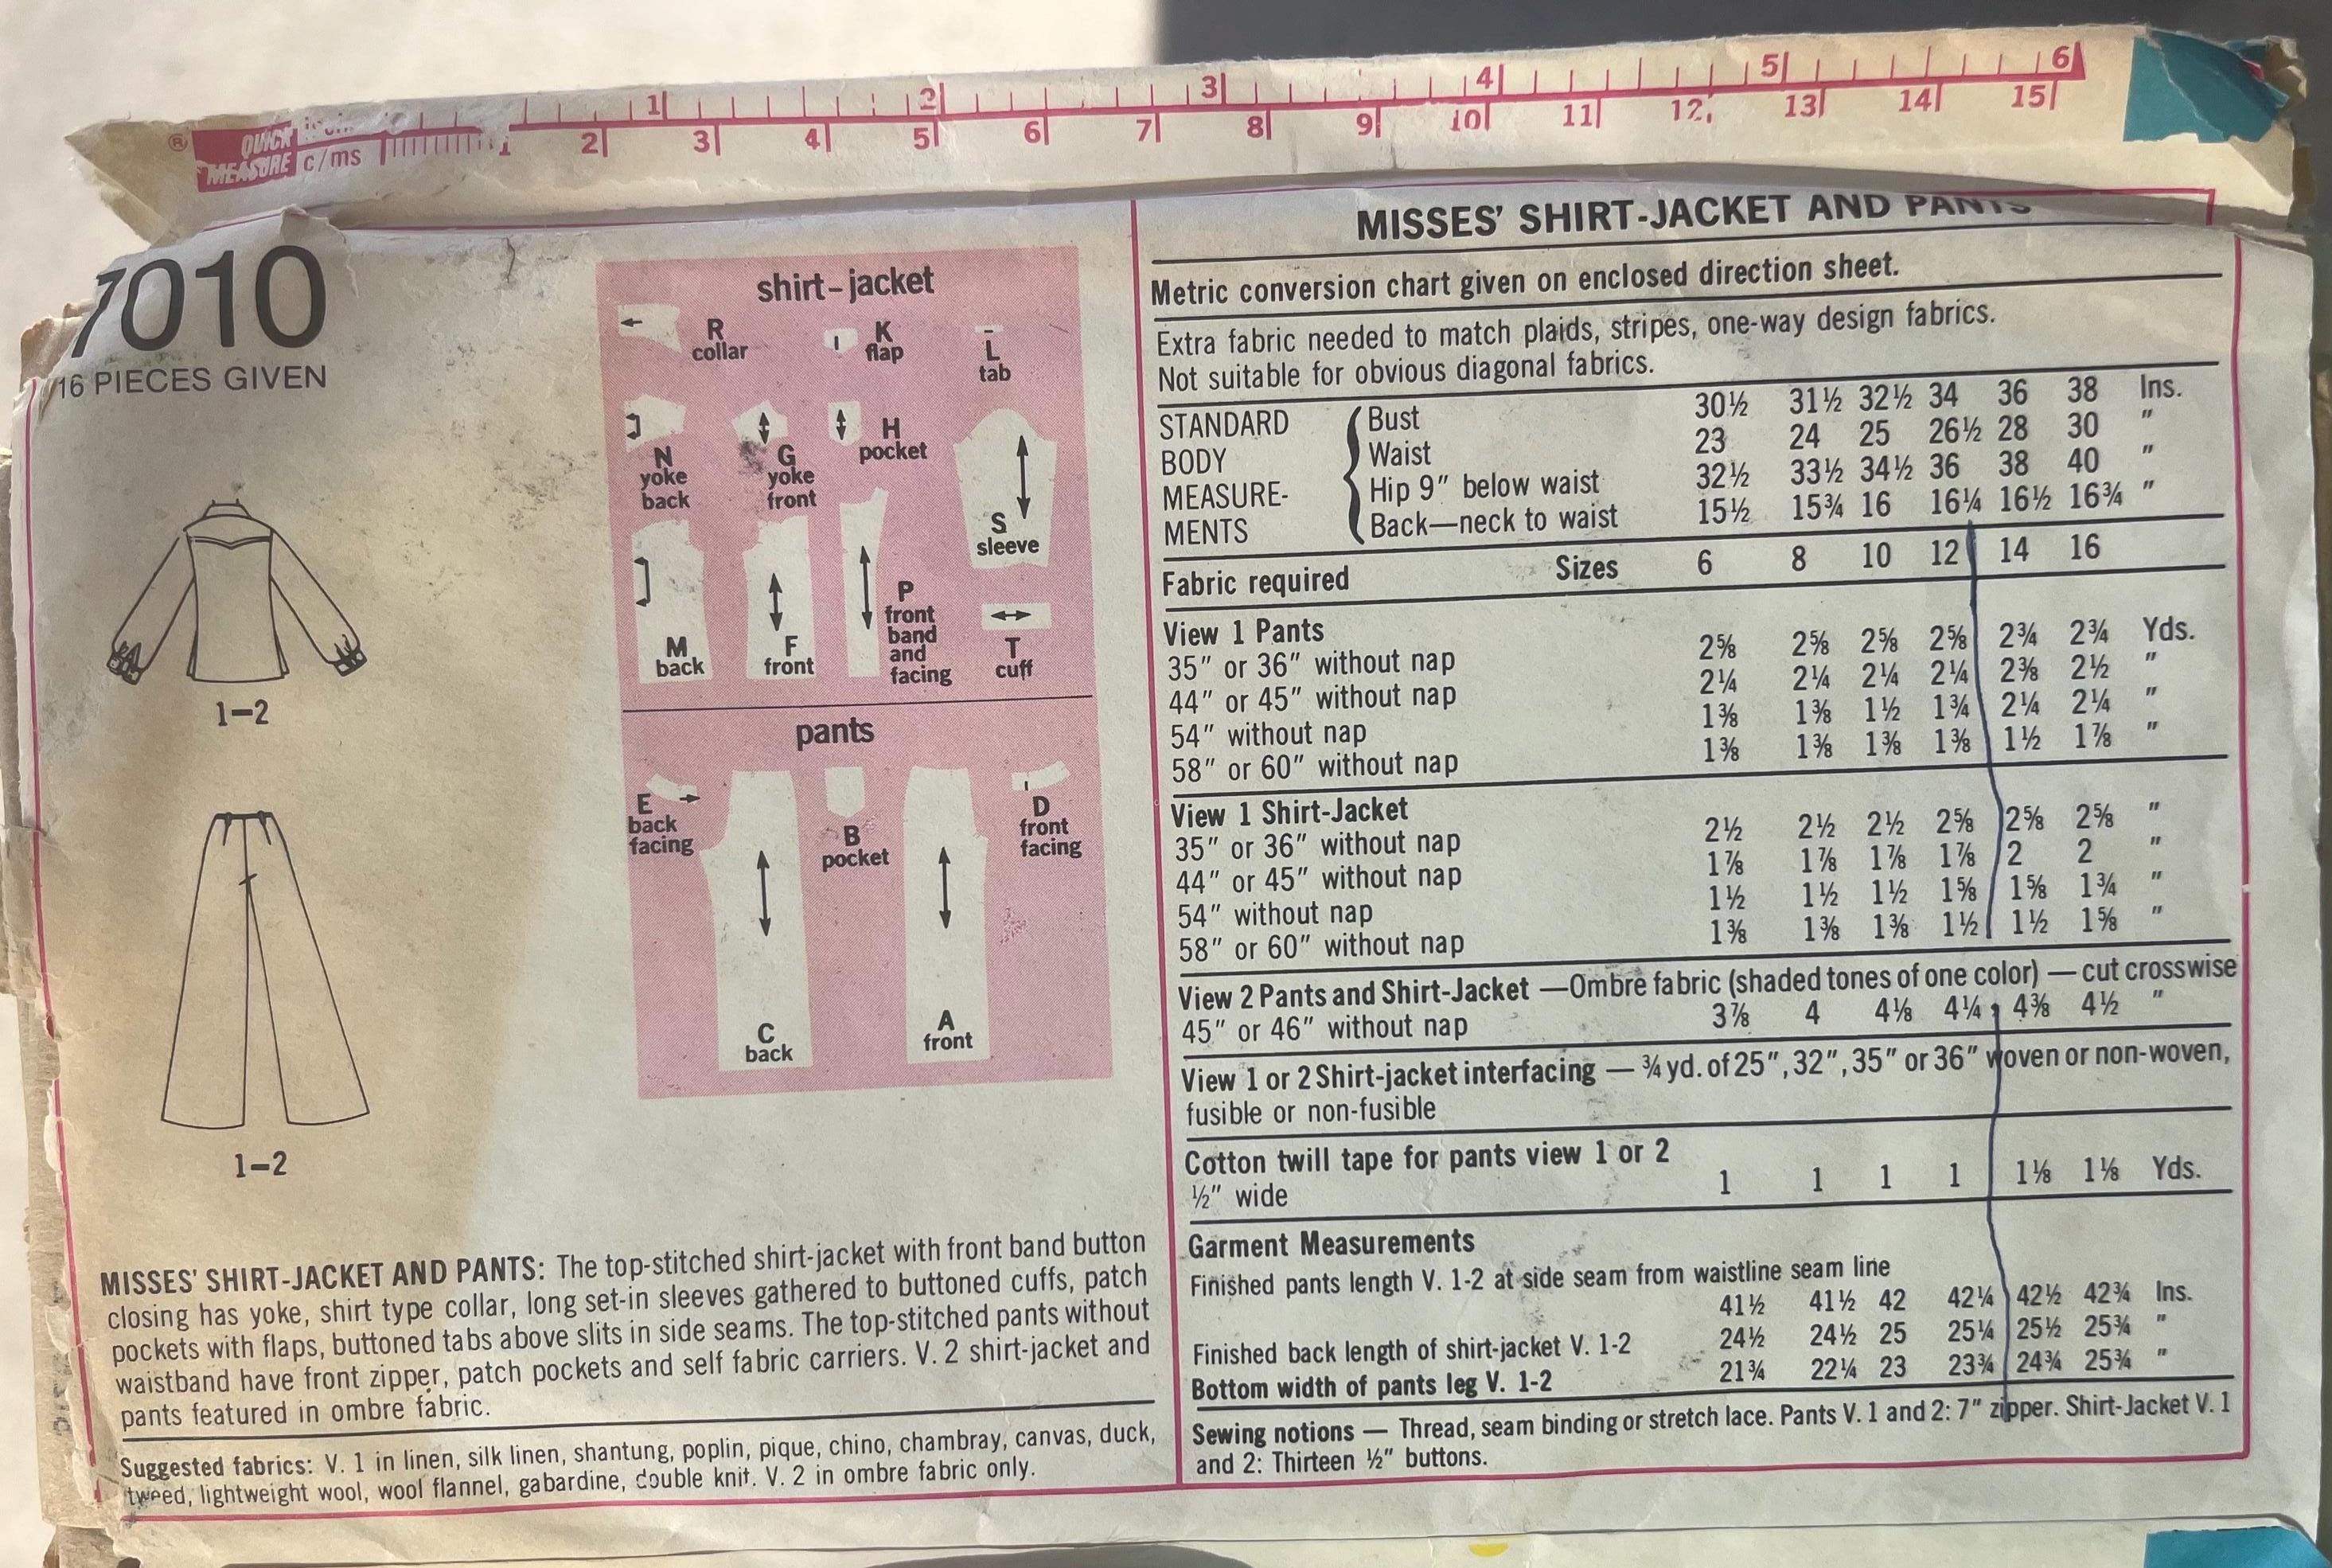 1 2 3 4 5 6
® QUICK MEASURE c/ms 1 2 3 4 5 6 7 8 9 10 11 12 13 14 15
7010
16 PIECES GIVEN
1-2
1-2
shirt-jacket
R collar
K flap
L tab
N yoke back
G yoke front
H pocket
S sleeve
M back
F front
P front band and facing
T cuff
pants
E back facing
B pocket
D front facing
C back
A front
MISSES' SHIRT-JACKET AND PANTS: The top-stitched shirt-jacket with front band button
closing has yoke, shirt type collar, long set-in sleeves gathered to buttoned cuffs, patch
pockets with flaps, buttoned tabs above slits in side seams. The top-stitched pants without
waistband have front zipper, patch pockets and self fabric carriers. V. 2 shirt-jacket and
pants featured in ombre fabric.
Suggested fabrics: V. 1 in linen, silk linen, shantung, poplin, pique, chino, chambray, canvas, duck,
tweed, lightweight wool, wool flannel, gabardine, double knit. V. 2 in ombre fabric only.
MISSES' SHIRT-JACKET AND PANTS
Metric conversion chart given on enclosed direction sheet.
Extra fabric needed to match plaids, stripes, one-way design fabrics.
Not suitable for obvious diagonal fabrics.
STANDARD BODY MEASURE-MENTS
Bust 30½ 31½ 32½ 34 36 38 Ins.
Waist 23 24 25 26½ 28 30 "
Hip 9" below waist 32½ 33½ 34½ 36 38 40 "
Back—neck to waist 15½ 15¾ 16 16¼ 16½ 16¾ "
Fabric required Sizes 6 8 10 12 14 16
View 1 Pants
35" or 36" without nap 2⅝ 2⅝ 2⅝ 2⅝ 2¾ 2¾ Yds.
44" or 45" without nap 2¼ 2¼ 2¼ 2¼ 2⅜ 2½ "
54" without nap 1⅜ 1⅜ 1½ 1¾ 2¼ 2¼ "
58" or 60" without nap 1⅜ 1⅜ 1⅜ 1⅜ 1½ 1⅞ "
View 1 Shirt-Jacket
35" or 36" without nap 2½ 2½ 2½ 2⅝ 2⅝ 2⅝ "
44" or 45" without nap 1⅞ 1⅞ 1⅞ 1⅞ 2 2 "
54" without nap 1½ 1½ 1½ 1⅝ 1⅝ 1¾ "
58" or 60" without nap 1⅜ 1⅜ 1⅜ 1½ 1½ 1⅝ "
View 2 Pants and Shirt-Jacket —Ombre fabric (shaded tones of one color) — cut crosswise
45" or 46" without nap 3⅞ 4 4⅛ 4¼ 4⅜ 4½ "
View 1 or 2 Shirt-jacket interfacing — ¾ yd. of 25", 32", 35" or 36" woven or non-woven,
fusible or non-fusible
Cotton twill tape for pants view 1 or 2
½" wide 1 1 1 1 1⅛ 1⅛ Yds.
Garment Measurements
Finished pants length V. 1-2 at side seam from waistline seam line
41½ 41½ 42 42¼ 42½ 42¾ Ins.
Finished back length of shirt-jacket V. 1-2 24½ 24½ 25 25¼ 25½ 25¾ "
Bottom width of pants leg V. 1-2 21¾ 22¼ 23 23¾ 24¾ 25¾ "
Sewing notions — Thread, seam binding or stretch lace. Pants V. 1 and 2: 7" zipper. Shirt-Jacket V. 1
and 2: Thirteen ½" buttons.